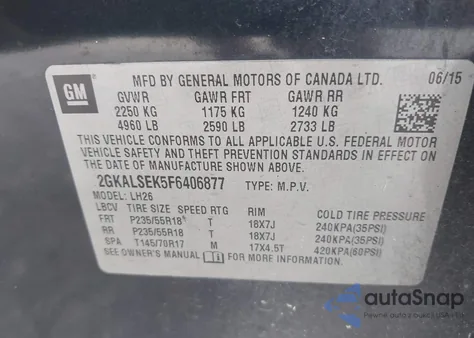 GM
MFD BY GENERAL MOTORS OF CANADA LTD. 06/15
GVWR GAWR FRT GAWR RR
2250 KG 1175 KG 1240 KG
4960 LB 2590 LB 2733 LB
THIS VEHICLE CONFORMS TO ALL APPLICABLE U.S. FEDERAL MOTOR
VEHICLE SAFETY AND THEFT PREVENTION STANDARDS IN EFFECT ON
THE DATE OF MANUFACTURE SHOWN ABOVE.
2GKALSEK5F6406877 TYPE: M.P.V.
MODEL: LH26
LBCV TIRE SIZE SPEED RTG RIM COLD TIRE PRESSURE
FRT P235/55R18 T 18X7J 240KPA(35PSI)
RR P235/55R18 T 18X7J 240KPA(35PSI)
SPA T145/70R17 M 17X4.5T 420KPA(60PSI)
SEE OWNER'S MANUAL FOR MORE INFORMATION.
autoSnap